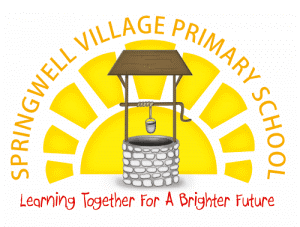 SPRINGWELL VILLAGE PRIMARY SCHOOL
Learning Together For A Brighter Future